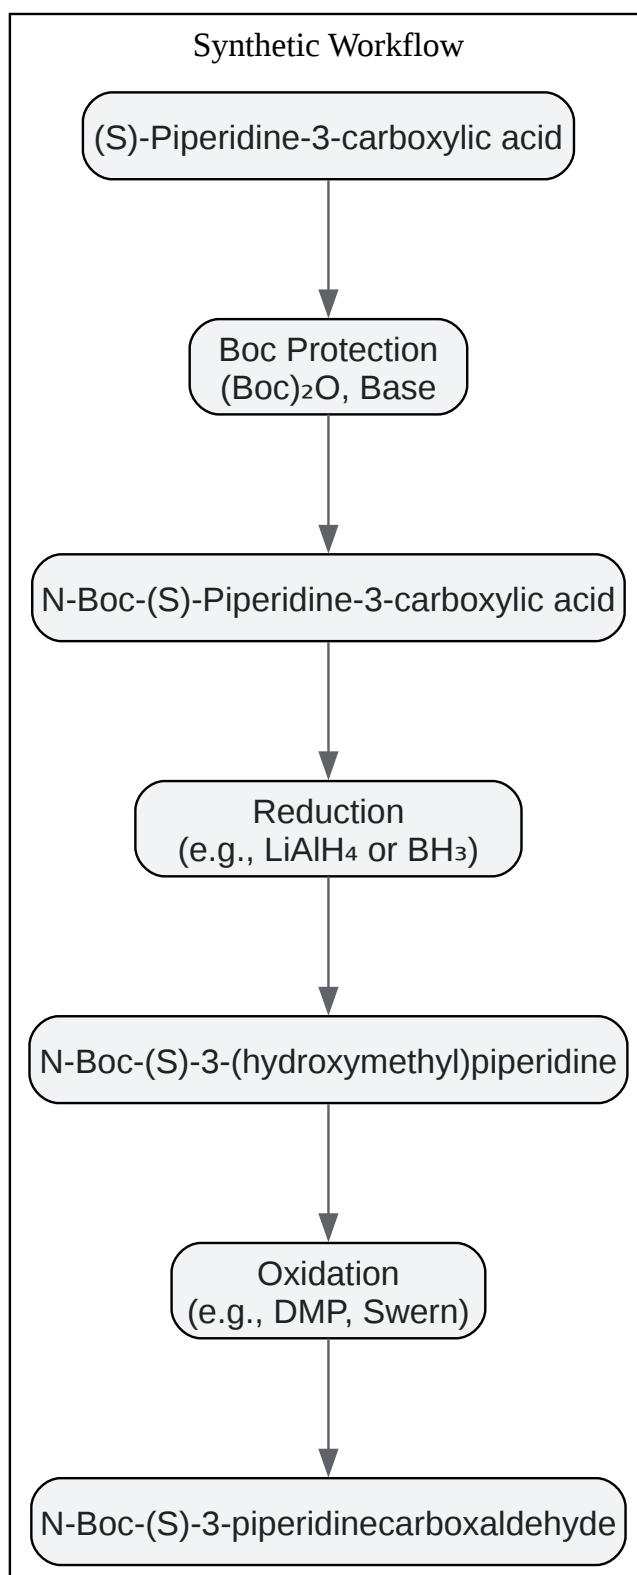 Synthetic Workflow
(S)-Piperidine-3-carboxylic acid
Boc Protection
(Boc)₂O, Base
N-Boc-(S)-Piperidine-3-carboxylic acid
Reduction
(e.g., LiAlH₄ or BH₃)
N-Boc-(S)-3-(hydroxymethyl)piperidine
Oxidation
(e.g., DMP, Swern)
N-Boc-(S)-3-piperidinecarboxaldehyde